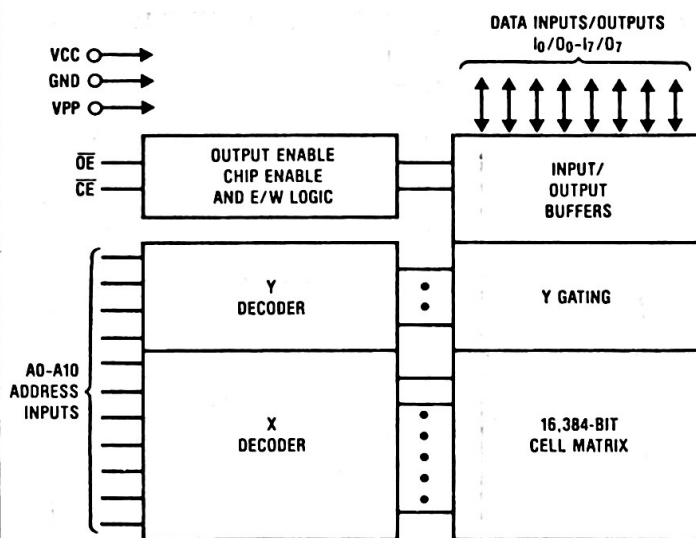 DATA INPUTS/OUTPUTS
I0/O0-I7/O7
VCC
GND
VPP
OE
CE
OUTPUT ENABLE
CHIP ENABLE
AND E/W LOGIC
INPUT/
OUTPUT
BUFFERS
Y
DECODER
Y GATING
A0-A10
ADDRESS
INPUTS
X
DECODER
16,384-BIT
CELL MATRIX